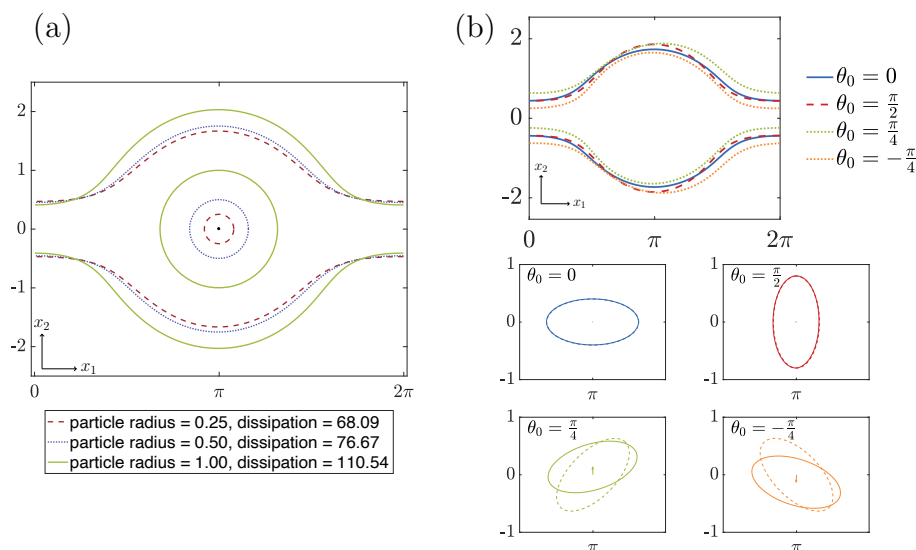 (a)
2
1
0
-1
-2
x₂
x₁
0
π
2π
particle radius = 0.25, dissipation = 68.09
particle radius = 0.50, dissipation = 76.67
particle radius = 1.00, dissipation = 110.54
(b)
2
0
-2
x₂
x₁
0
π
2π
θ₀ = 0
θ₀ = π/2
θ₀ = π/4
θ₀ = −π/4
1
θ₀ = 0
0
-1
π
1
θ₀ = π/2
0
-1
π
1
θ₀ = π/4
0
-1
π
1
θ₀ = −π/4
0
-1
π